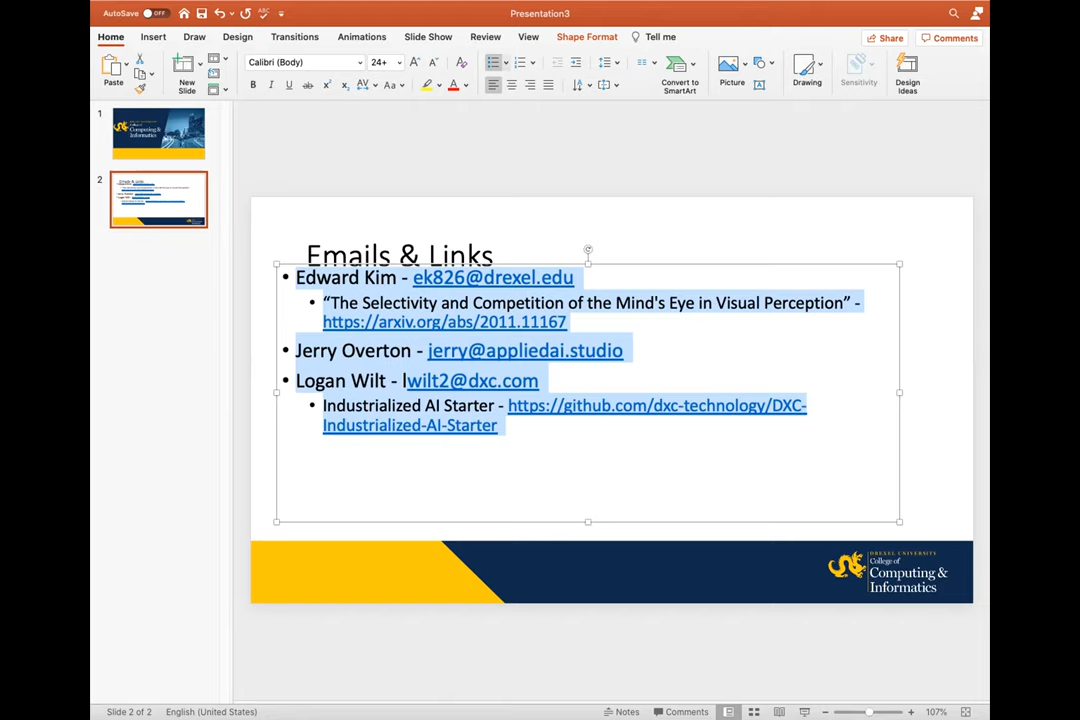 AutoSave OFF
Presentation3
Home Insert Draw Design Transitions Animations Slide Show Review View Shape Format Tell me
Share Comments
Calibri (Body) 24+
Paste
New
Slide
Convert to
SmartArt
Picture
Drawing
Sensitivity
Design
Ideas
1
2
Emails & Links
• Edward Kim - ek826@drexel.edu
• “The Selectivity and Competition of the Mind's Eye in Visual Perception” -
https://arxiv.org/abs/2011.11167
• Jerry Overton - jerry@appliedai.studio
• Logan Wilt - lwilt2@dxc.com
• Industrialized AI Starter - https://github.com/dxc-technology/DXC-
Industrialized-AI-Starter
DREXEL UNIVERSITY
College of
Computing &
Informatics
Slide 2 of 2 English (United States)
Notes Comments 107%